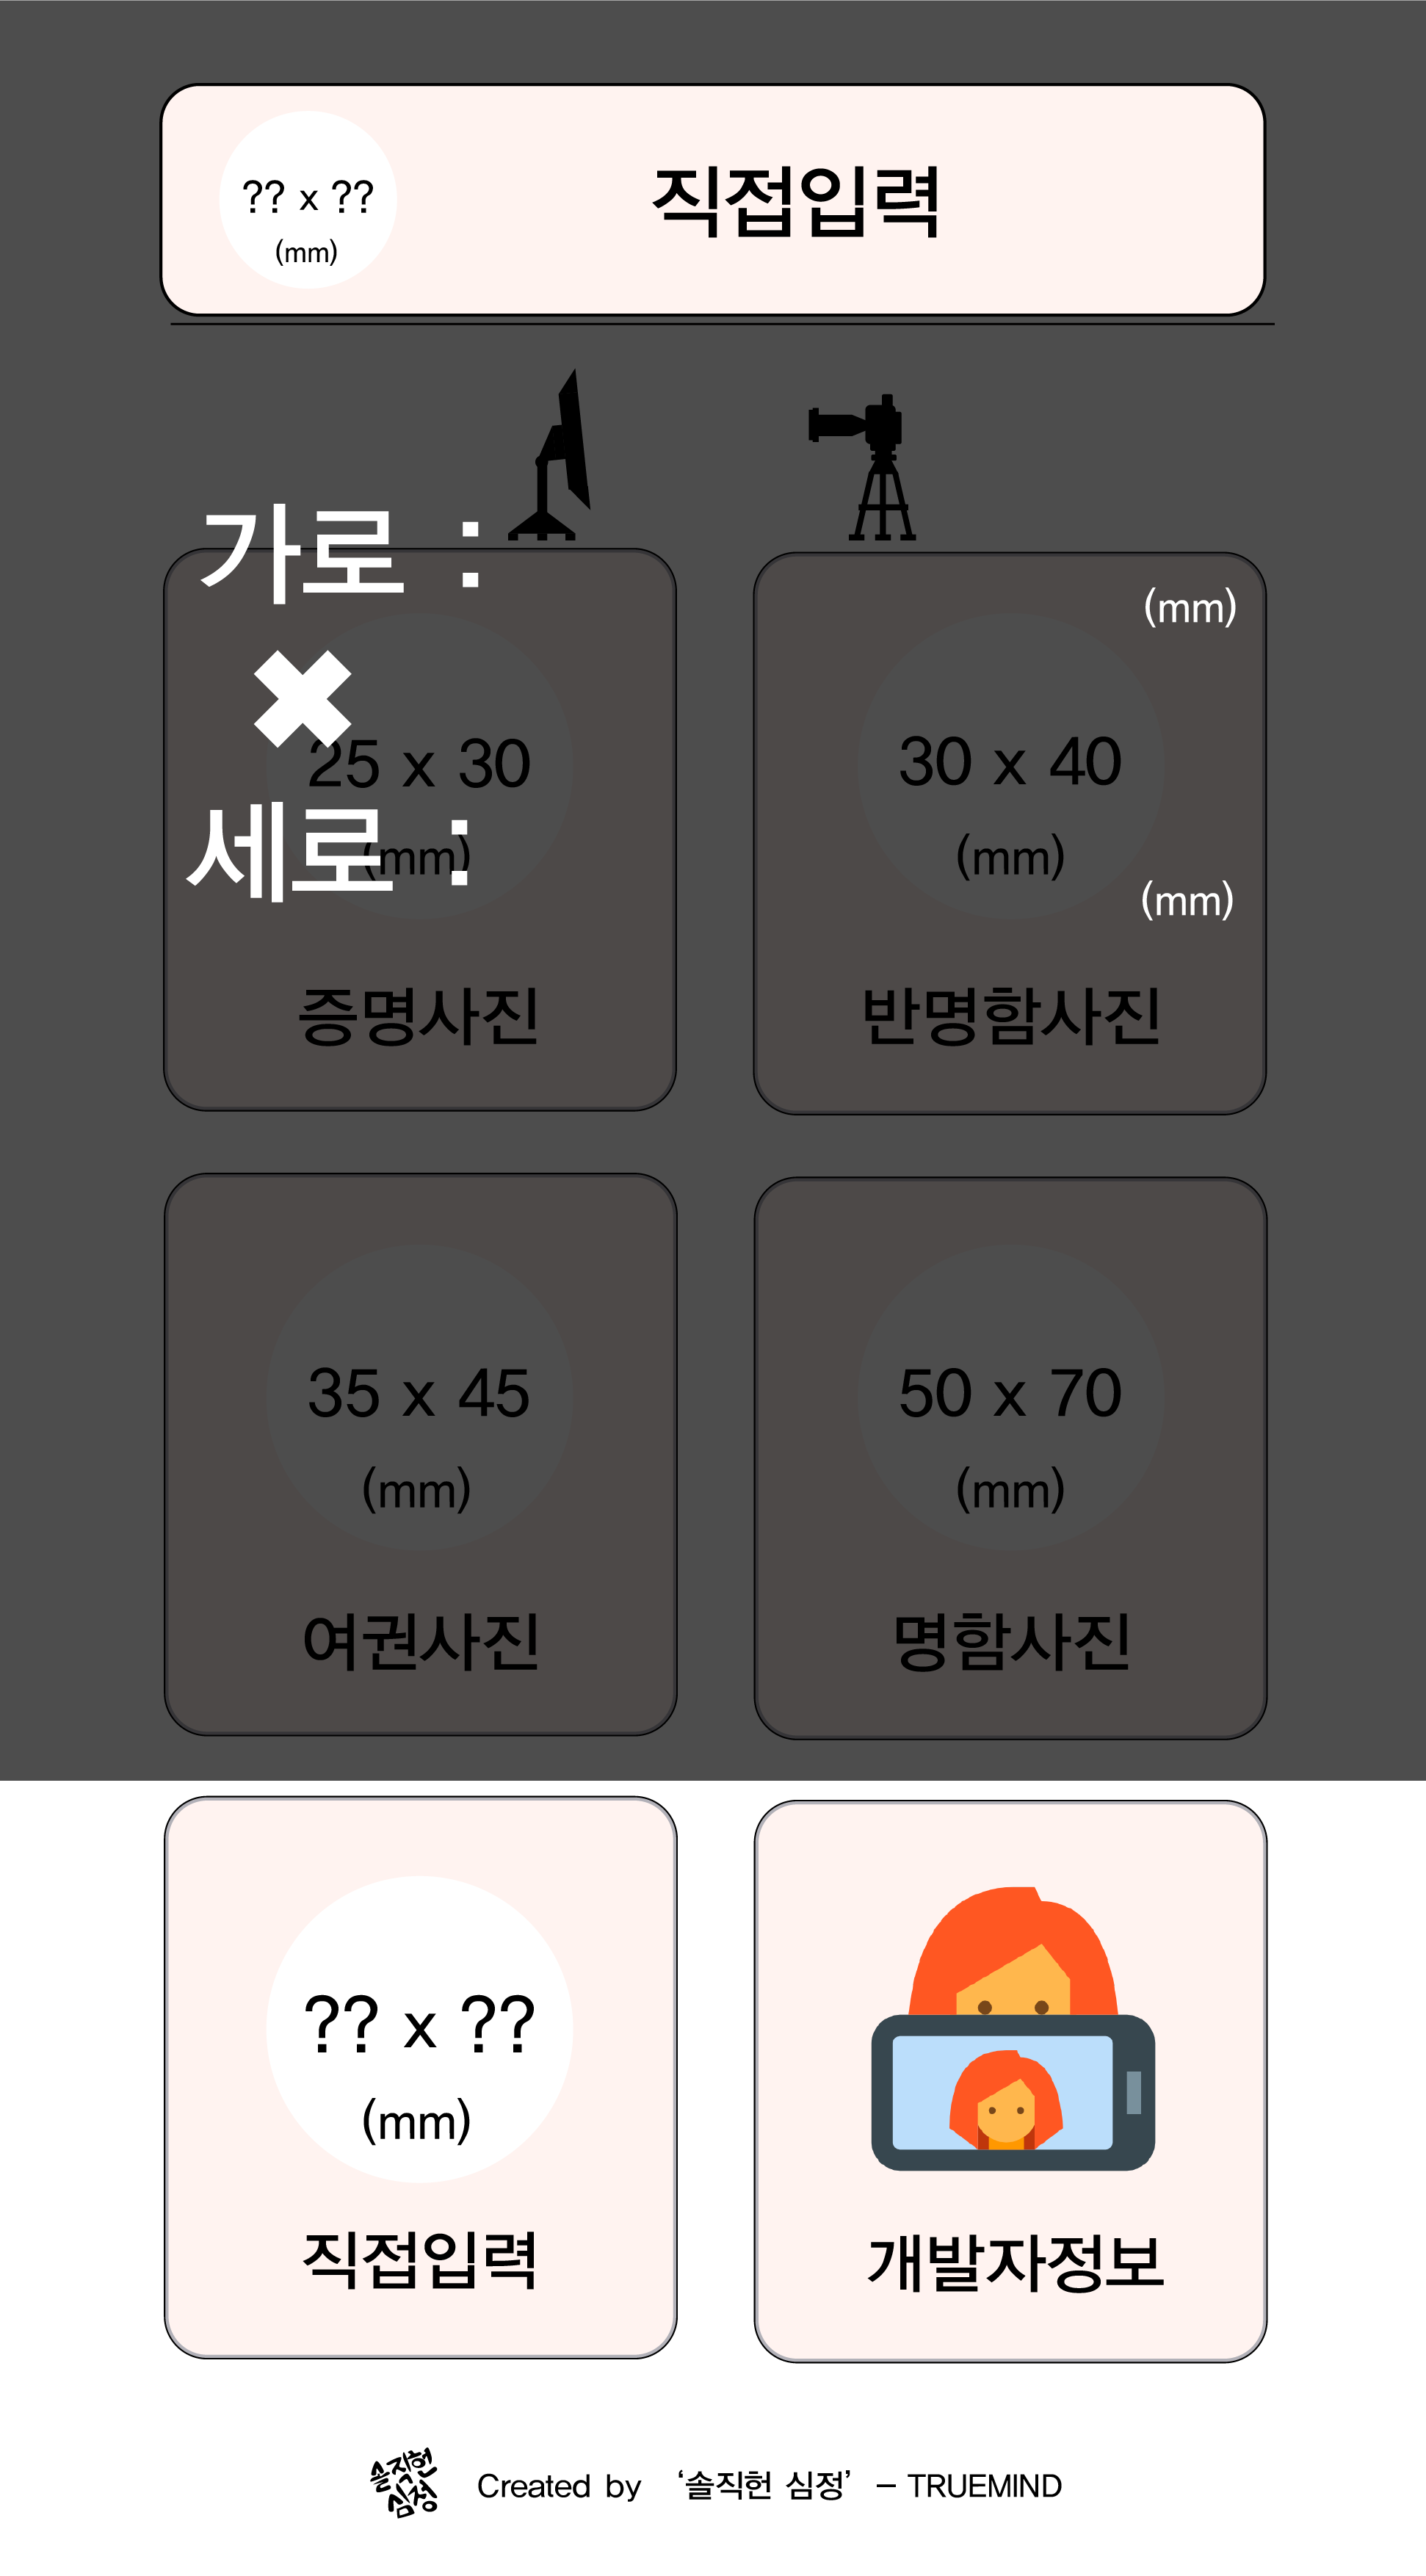 ?? x ??
(mm)
직접입력
가로 :
(mm)
✖
25 x 30
(mm)
30 x 40
(mm)
세로 :
(mm)
증명사진
반명함사진
35 x 45
(mm)
50 x 70
(mm)
여권사진
명함사진
?? x ??
(mm)
직접입력
개발자정보
솔직헌 심정
Created by ‘솔직헌 심정’ – TRUEMIND